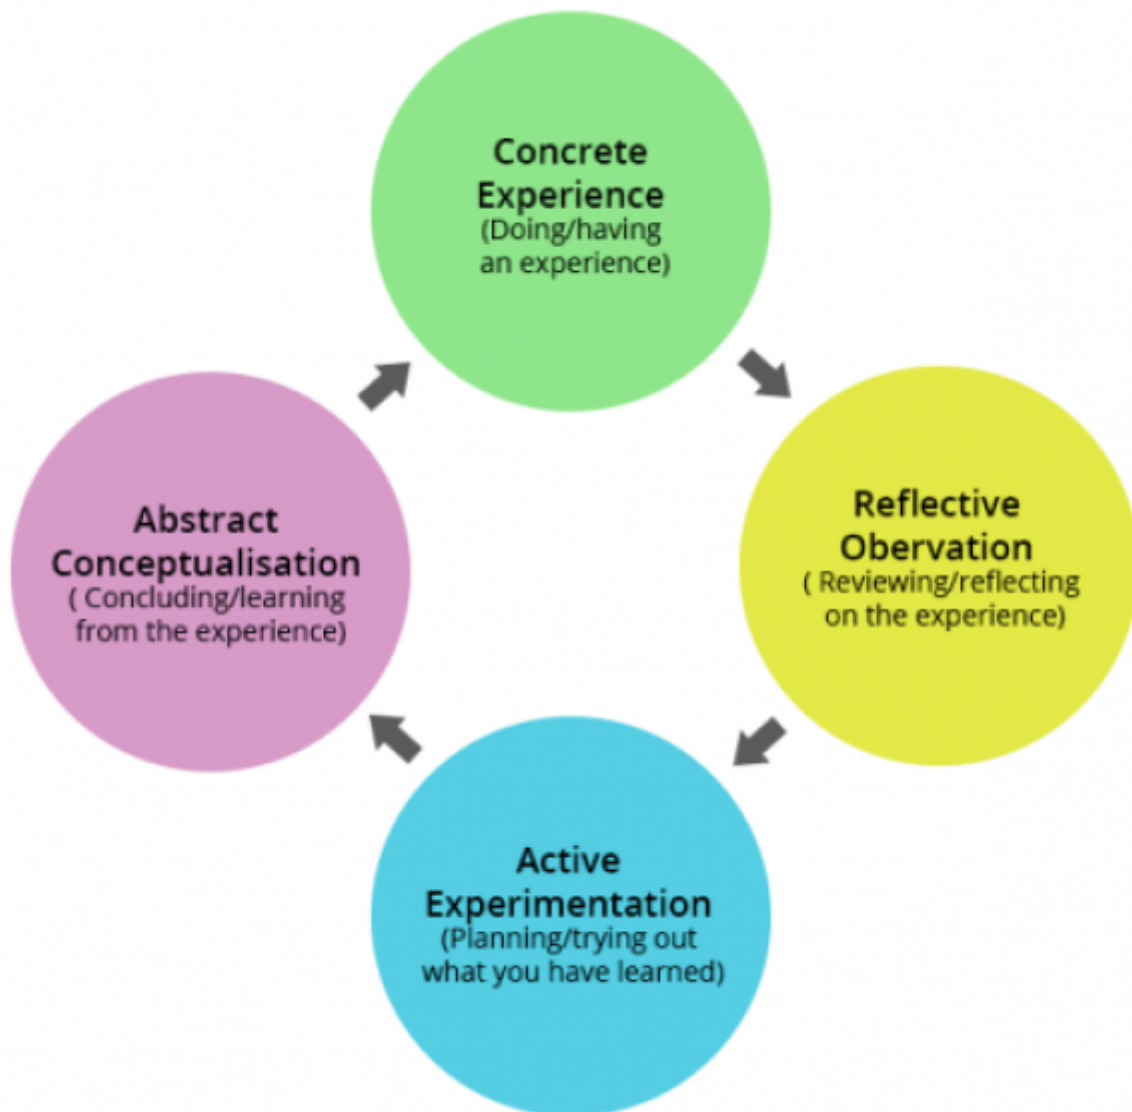 Concrete
Experience
(Doing/having
an experience)
Reflective
Obervation
( Reviewing/reflecting
on the experience)
Active
Experimentation
(Planning/trying out
what you have learned)
Abstract
Conceptualisation
( Concluding/learning
from the experience)